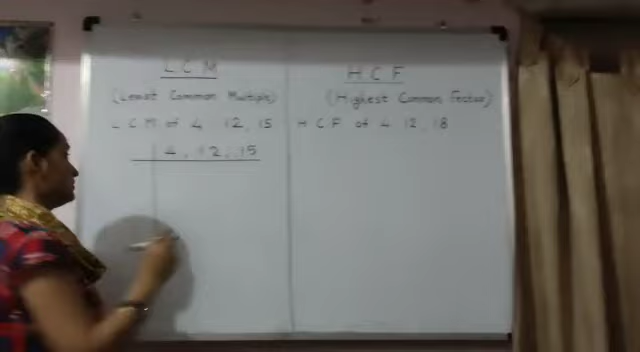 L C M
(Least Common Multiple)
L C M of 4, 12, 15
4, 12, 15
H C F
(Highest Common Factor)
H C F of 4 12, 18